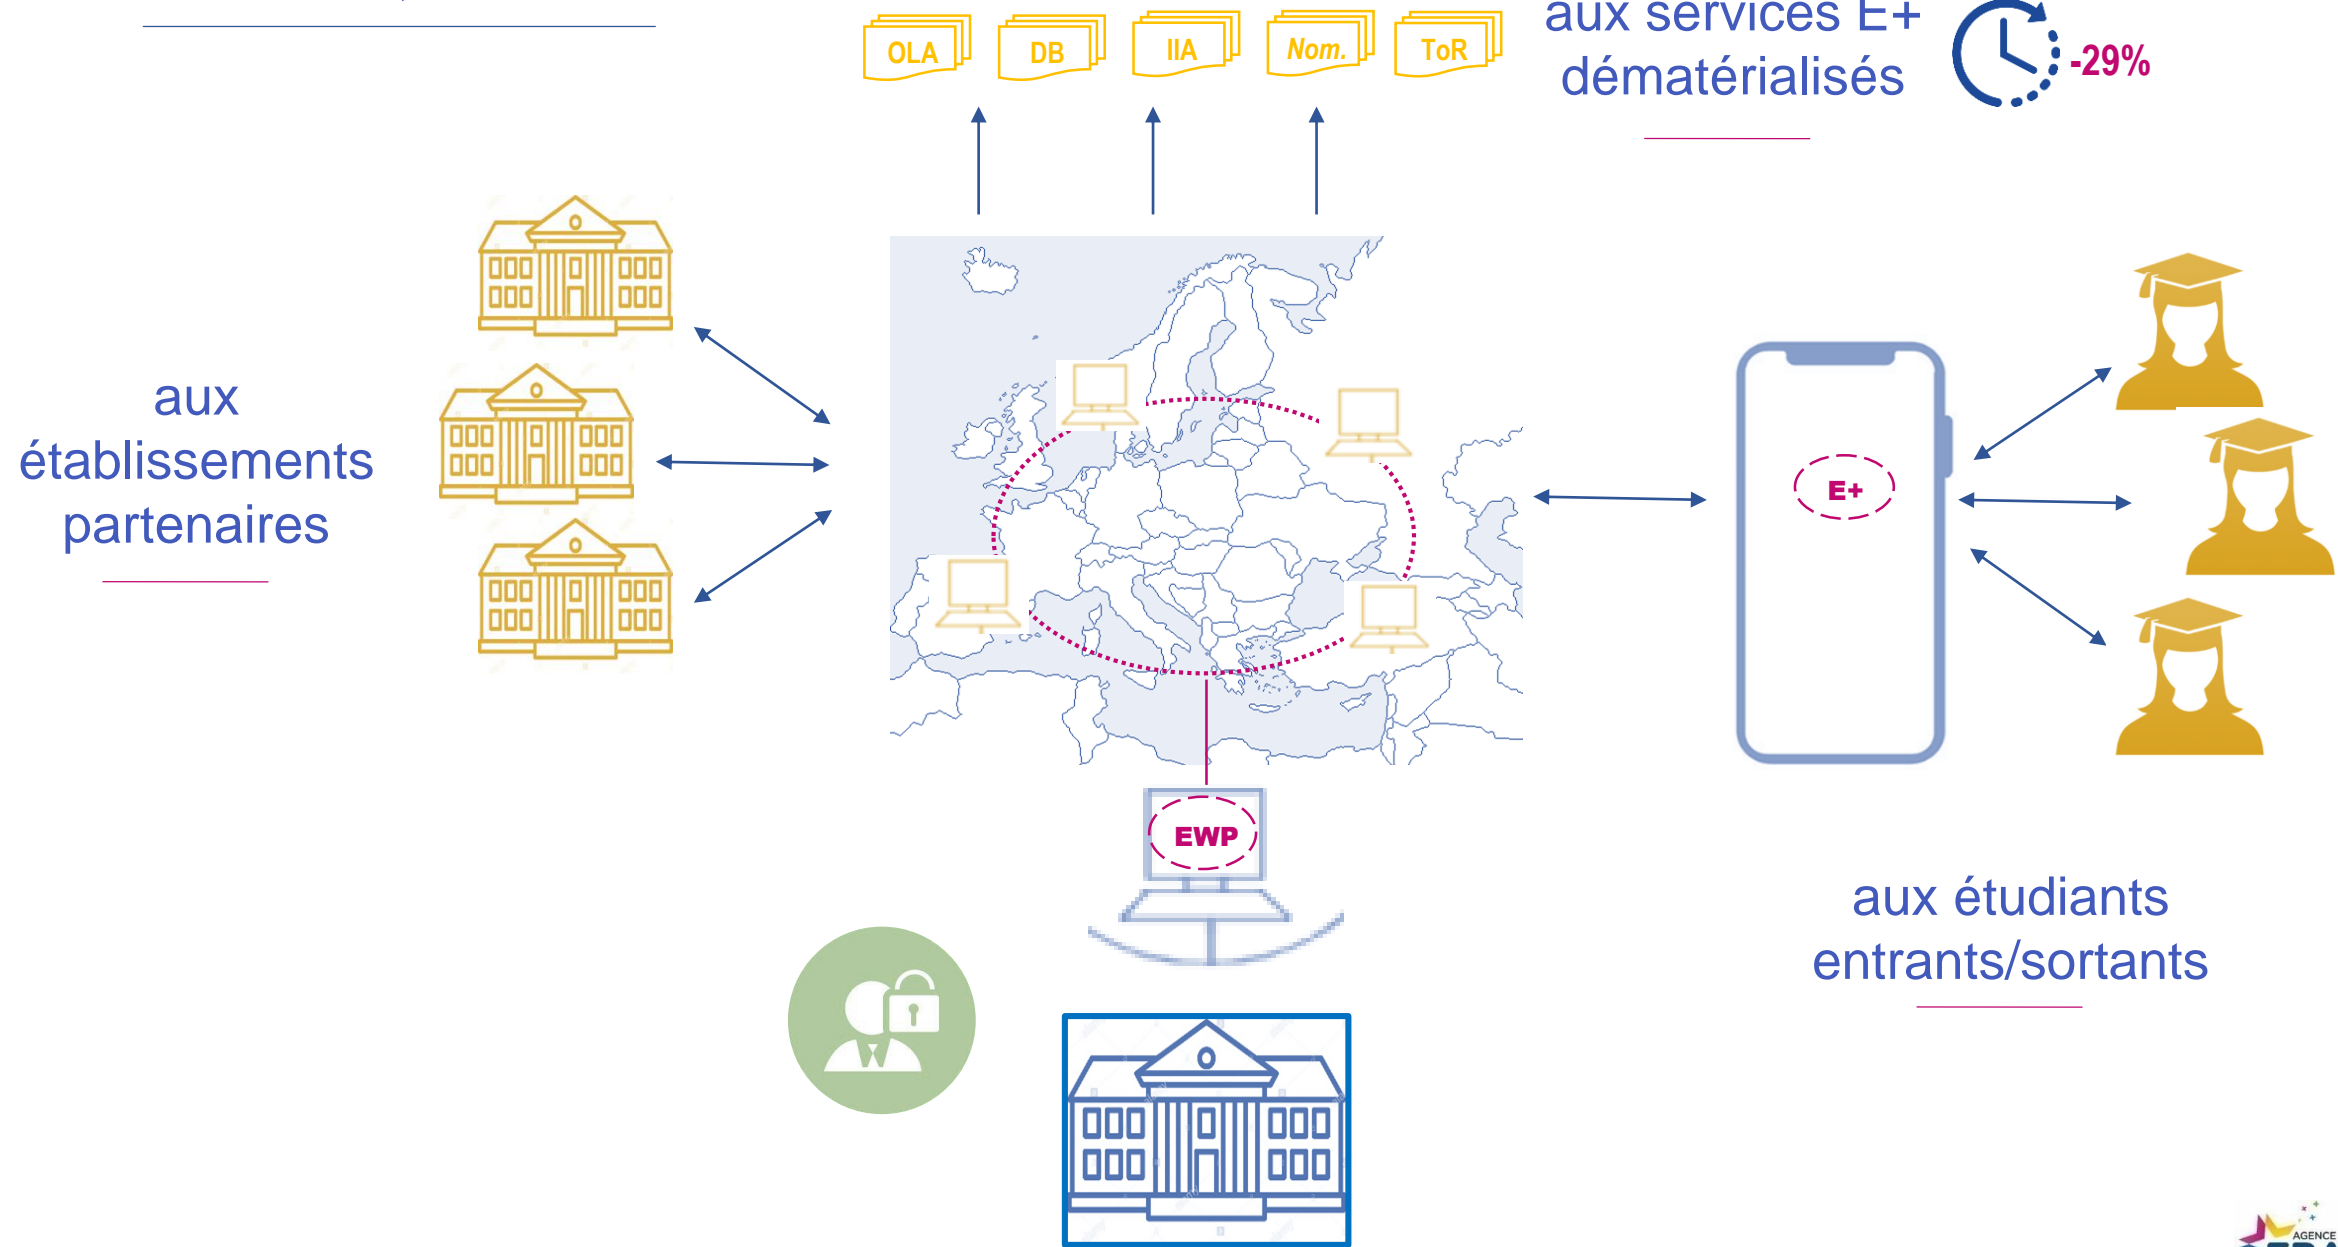 aux services E+
dématérialisés
-29%
OLA
DB
IIA
Nom.
ToR
aux
établissements
partenaires
E+
EWP
aux étudiants
entrants/sortants
AGENCE